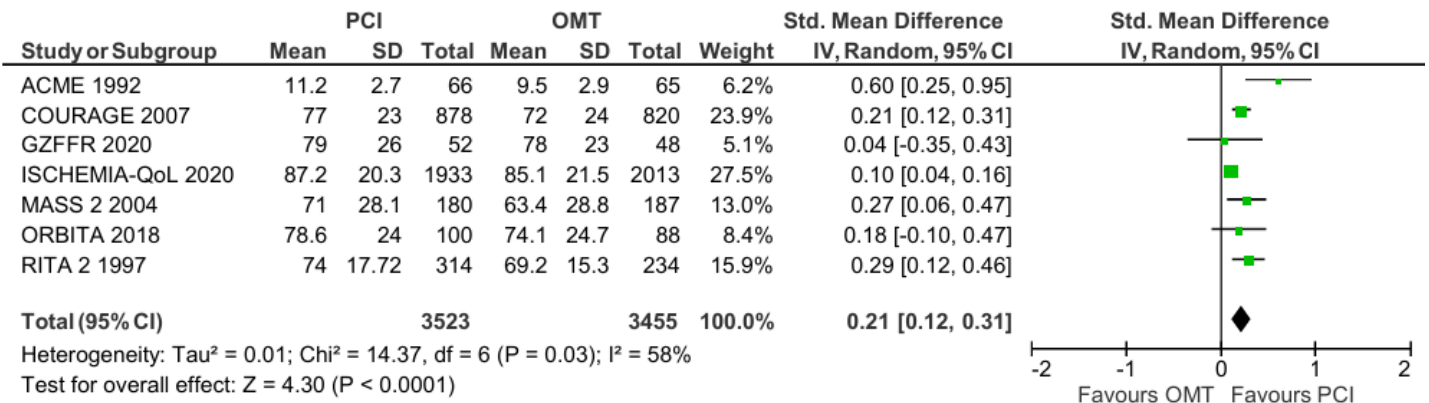 PCI OMT Std. Mean Difference Std. Mean Difference
Study or Subgroup Mean SD Total Mean SD Total Weight IV, Random, 95% CI IV, Random, 95% CI
ACME 1992 11.2 2.7 66 9.5 2.9 65 6.2% 0.60 [0.25, 0.95]
COURAGE 2007 77 23 878 72 24 820 23.9% 0.21 [0.12, 0.31]
GZFFR 2020 79 26 52 78 23 48 5.1% 0.04 [-0.35, 0.43]
ISCHEMIA-QoL 2020 87.2 20.3 1933 85.1 21.5 2013 27.5% 0.10 [0.04, 0.16]
MASS 2 2004 71 28.1 180 63.4 28.8 187 13.0% 0.27 [0.06, 0.47]
ORBITA 2018 78.6 24 100 74.1 24.7 88 8.4% 0.18 [-0.10, 0.47]
RITA 2 1997 74 17.72 314 69.2 15.3 234 15.9% 0.29 [0.12, 0.46]
Total (95% CI) 3523 3455 100.0% 0.21 [0.12, 0.31]
Heterogeneity: Tau² = 0.01; Chi² = 14.37, df = 6 (P = 0.03); I² = 58%
Test for overall effect: Z = 4.30 (P < 0.0001)
-2 -1 0 1 2
Favours OMT Favours PCI